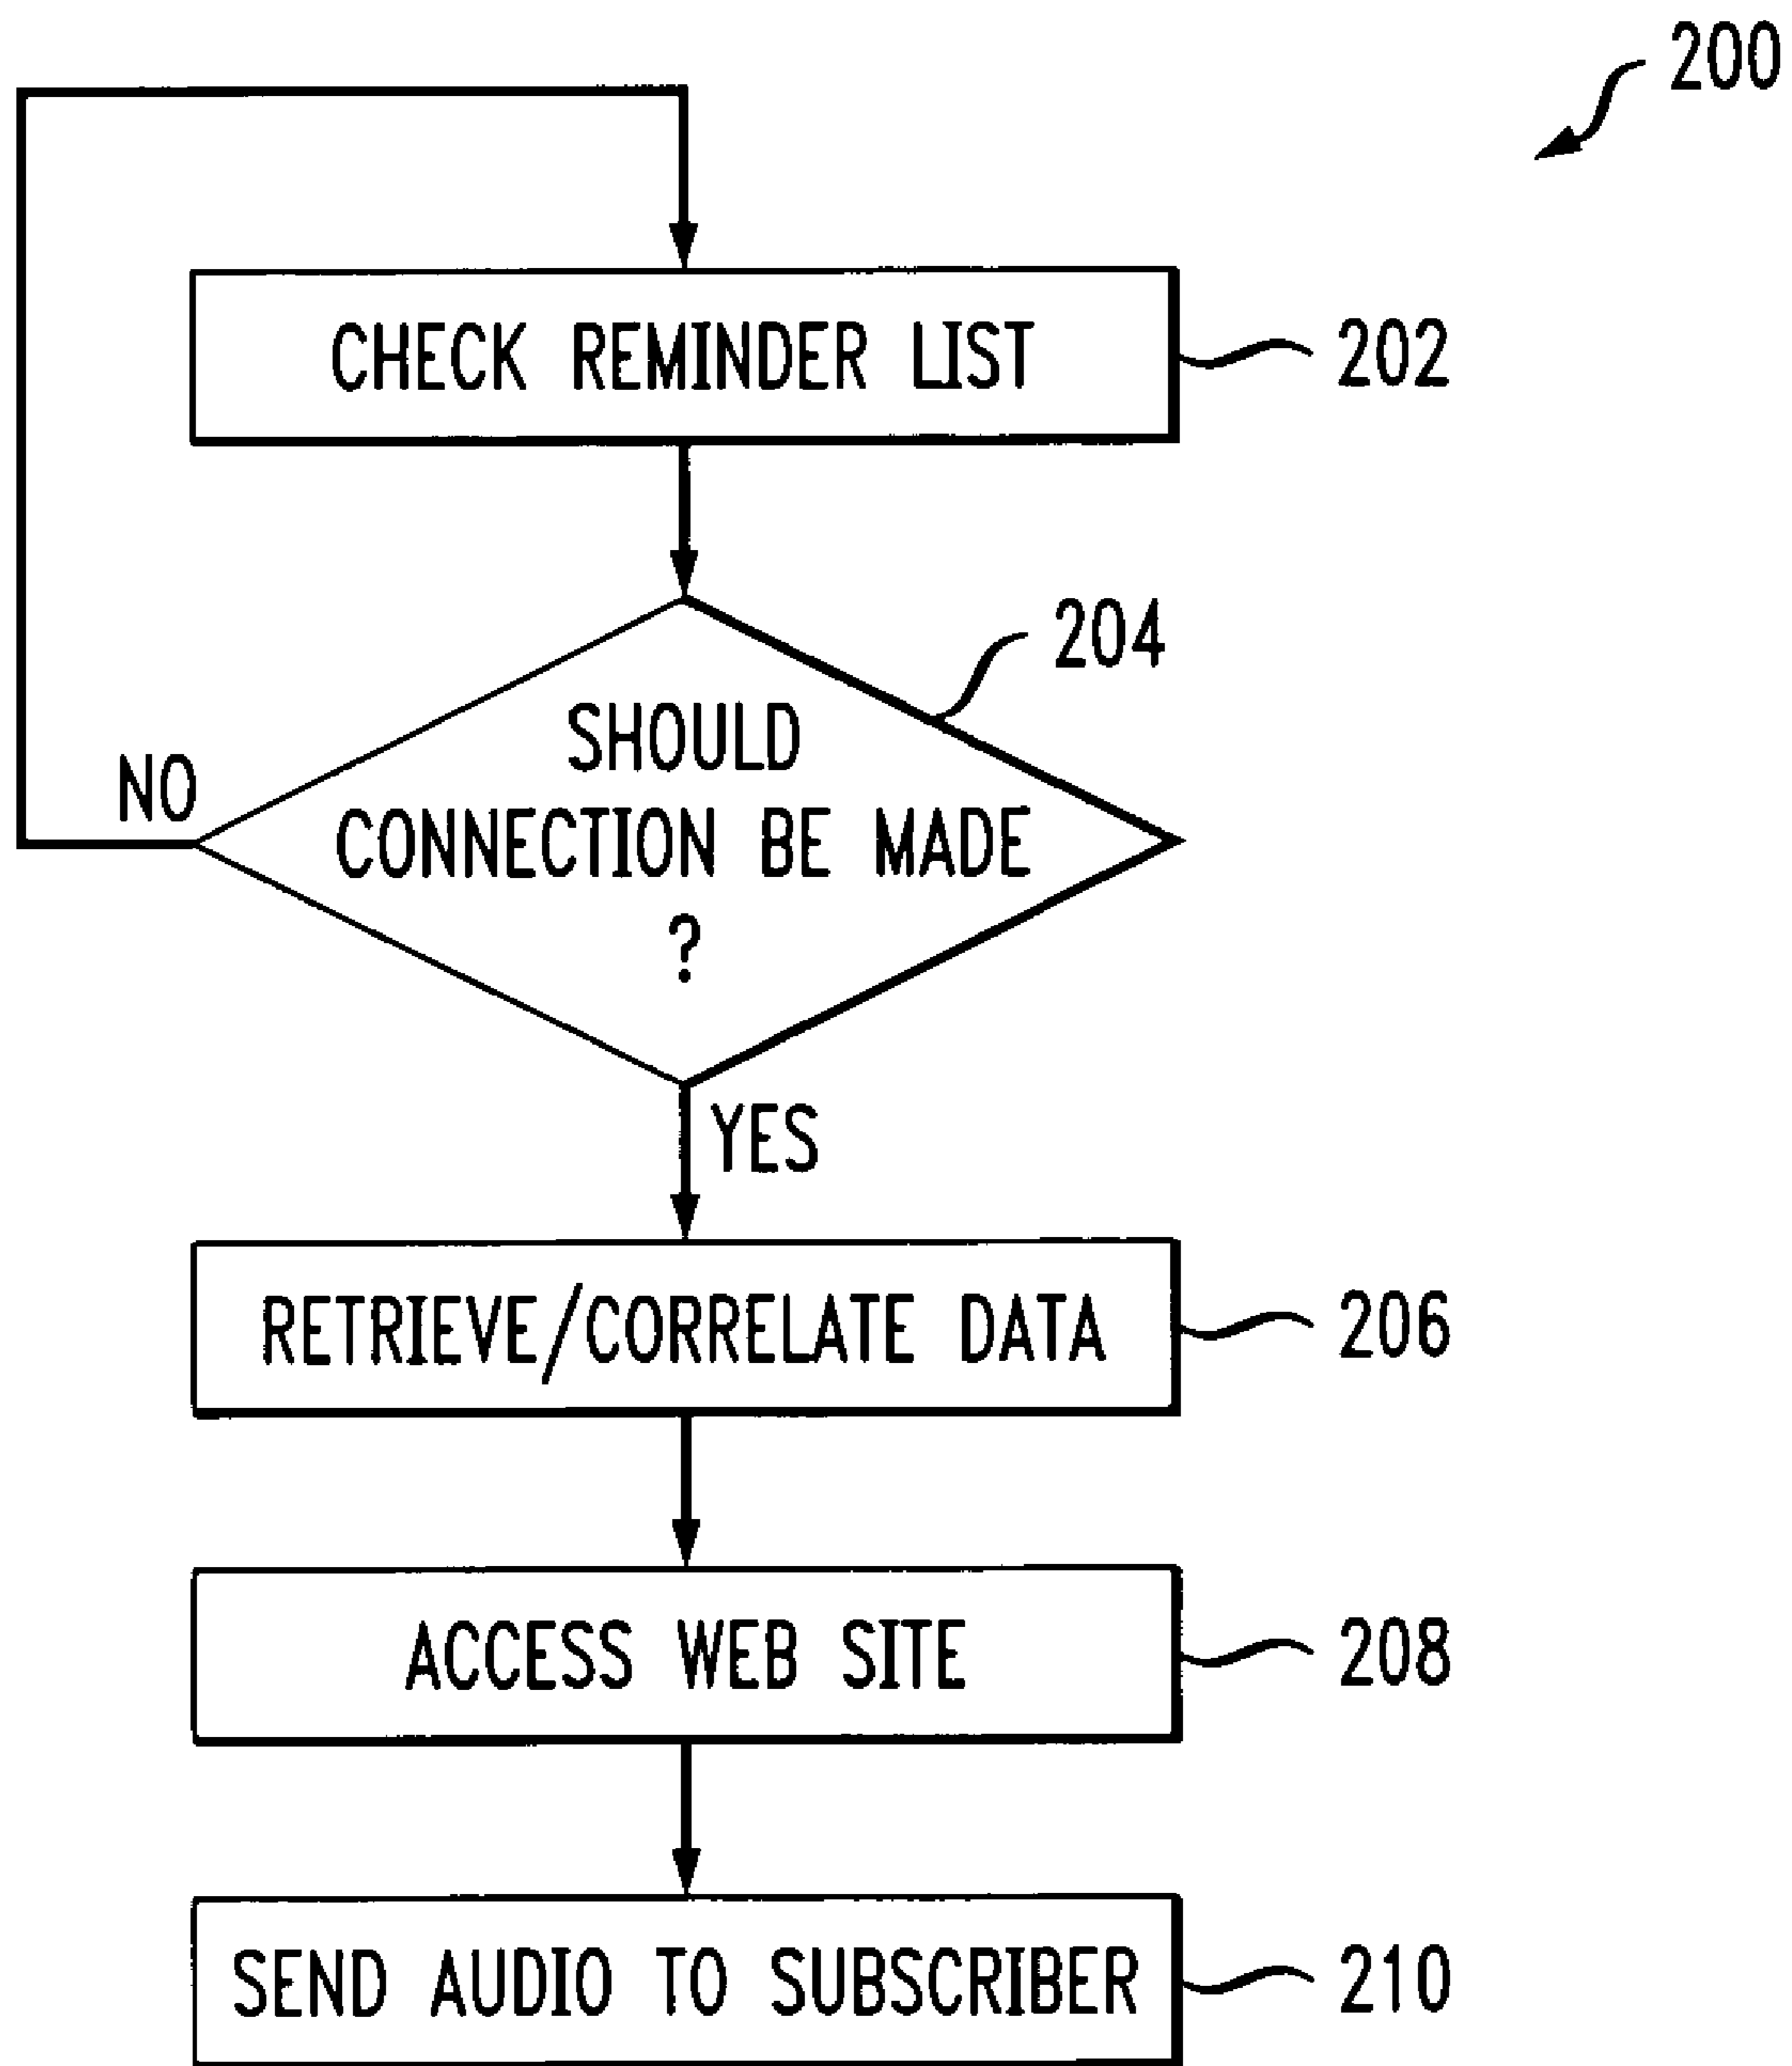 200
CHECK REMINDER LIST
202
204
SHOULD
CONNECTION BE MADE
?
NO
YES
RETRIEVE/CORRELATE DATA
206
ACCESS WEB SITE
208
SEND AUDIO TO SUBSCRIBER
210